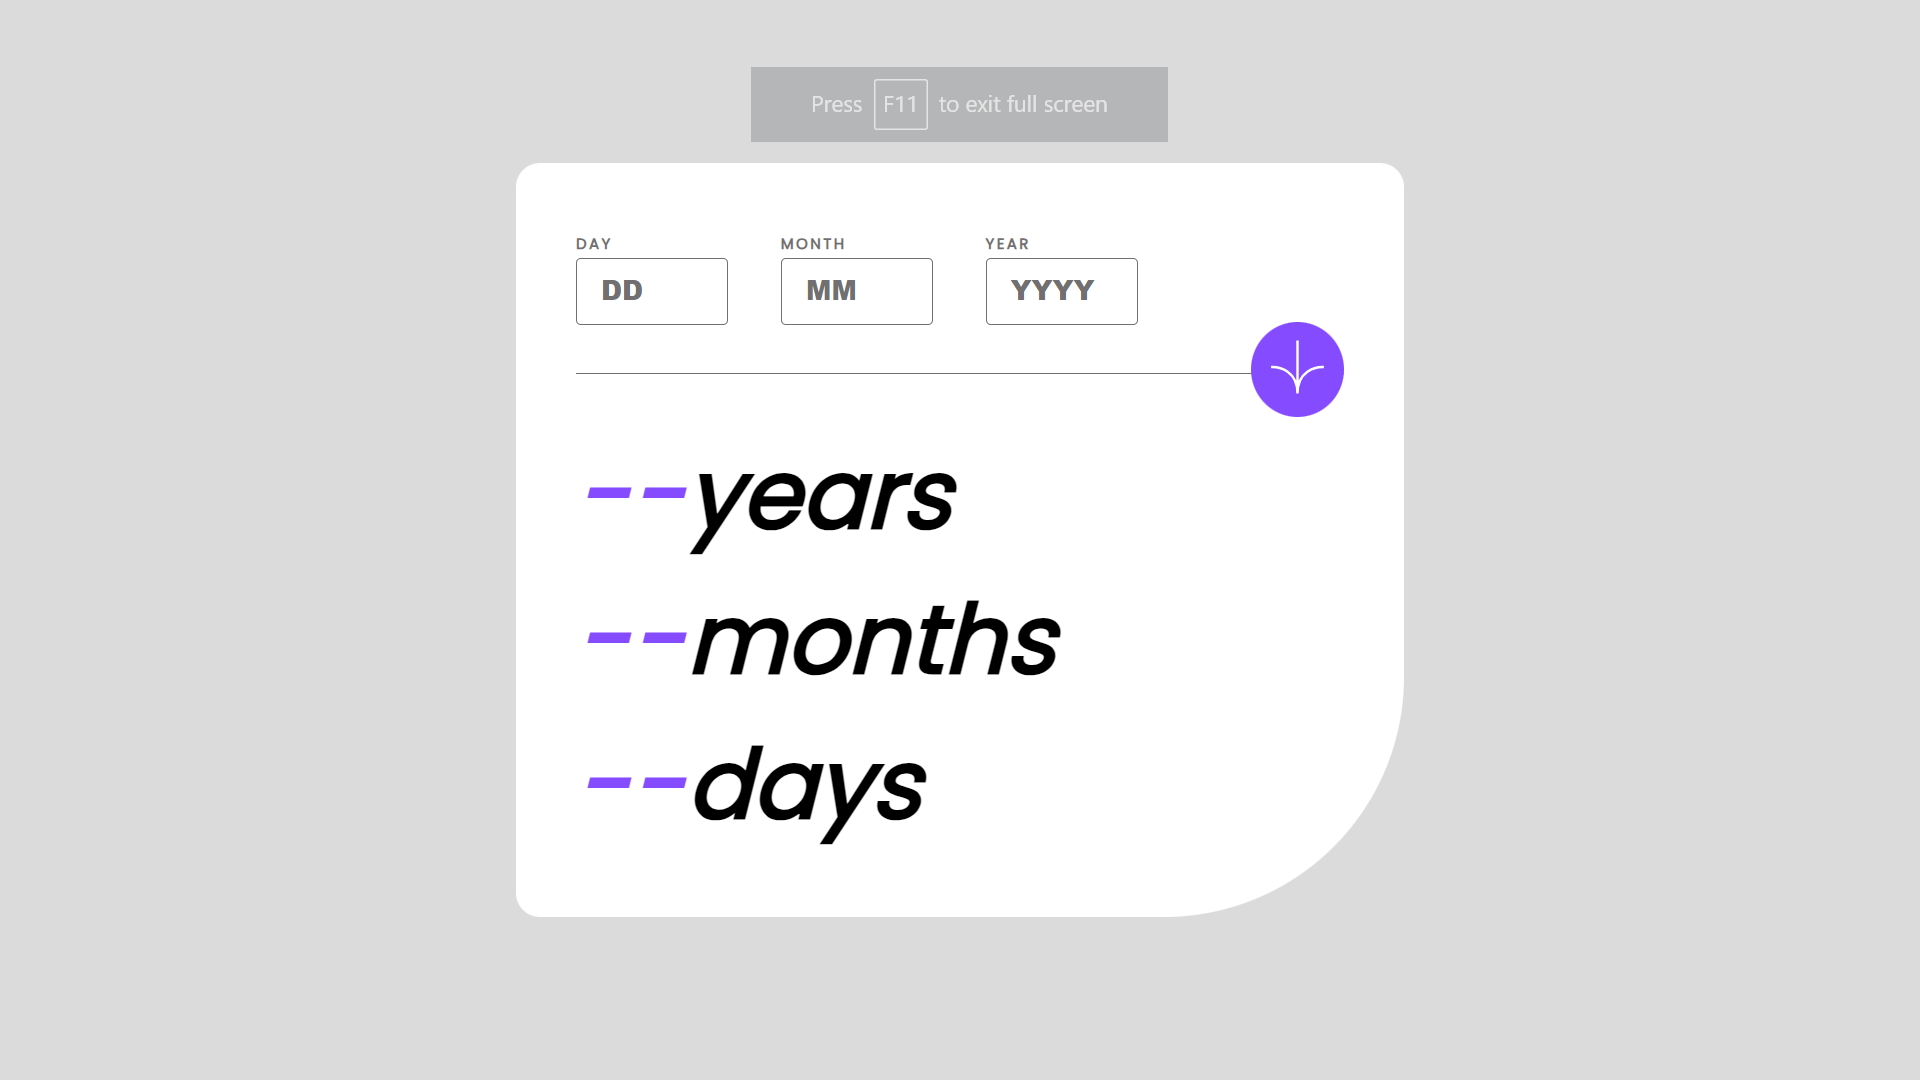 Press F11 to exit full screen
DAY MONTH YEAR
DD MM YYYY
--years
--months
--days